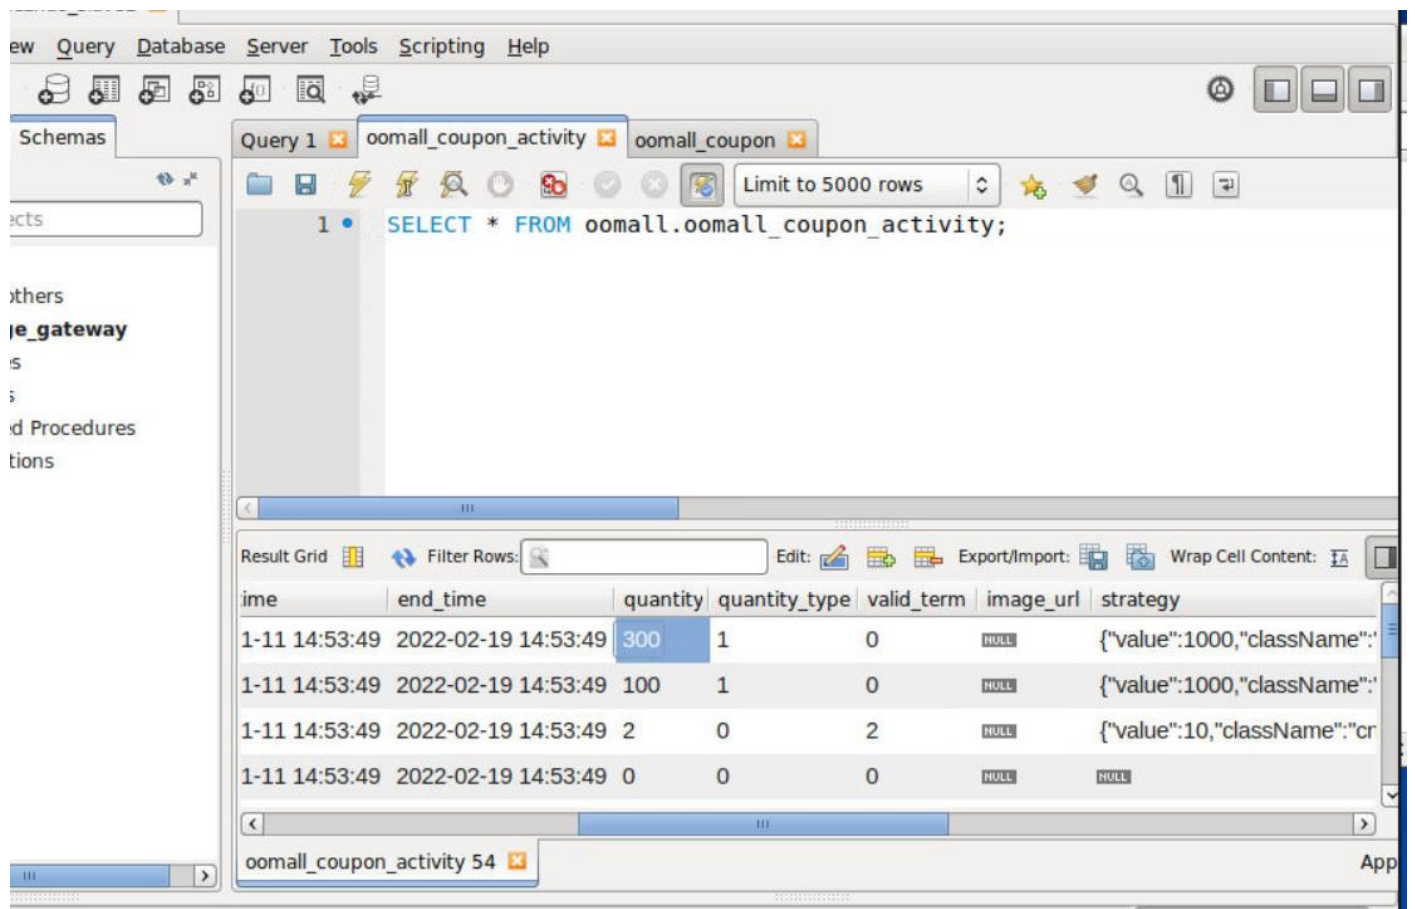 ew Query Database Server Tools Scripting Help
Schemas
Query 1 oomall_coupon_activity oomall_coupon
Limit to 5000 rows
ects
1 SELECT * FROM oomall.oomall_coupon_activity;
others
ge_gateway
es
s
ed Procedures
tions
Result Grid Filter Rows: Edit: Export/Import: Wrap Cell Content:
ime end_time quantity quantity_type valid_term image_url strategy
1-11 14:53:49 2022-02-19 14:53:49 300 1 0 NULL {"value":1000,"className":"
1-11 14:53:49 2022-02-19 14:53:49 100 1 0 NULL {"value":1000,"className":"
1-11 14:53:49 2022-02-19 14:53:49 2 0 2 NULL {"value":10,"className":"cn
1-11 14:53:49 2022-02-19 14:53:49 0 0 0 NULL NULL
oomall_coupon_activity 54
App